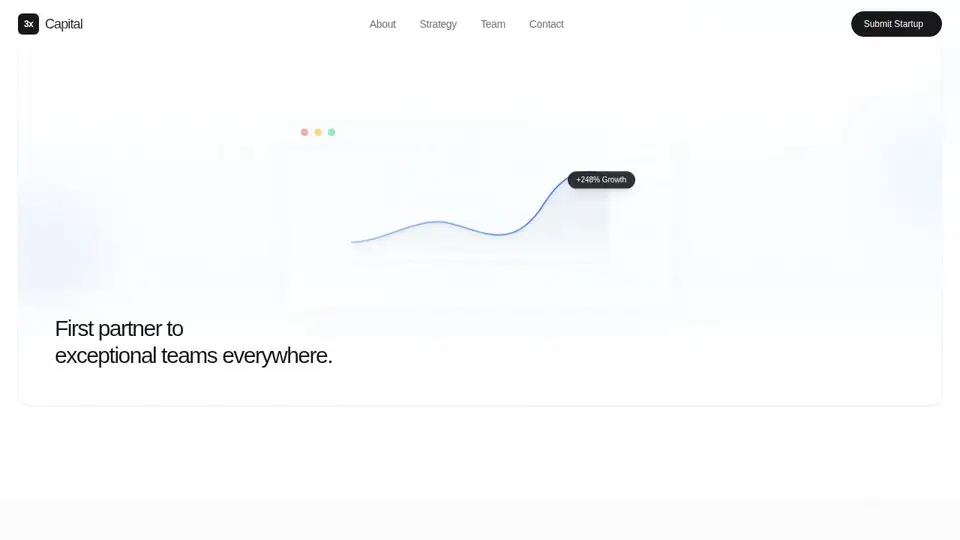 3x Capital
About
Strategy
Team
Contact
Submit Startup
+248% Growth
First partner to
exceptional teams everywhere.